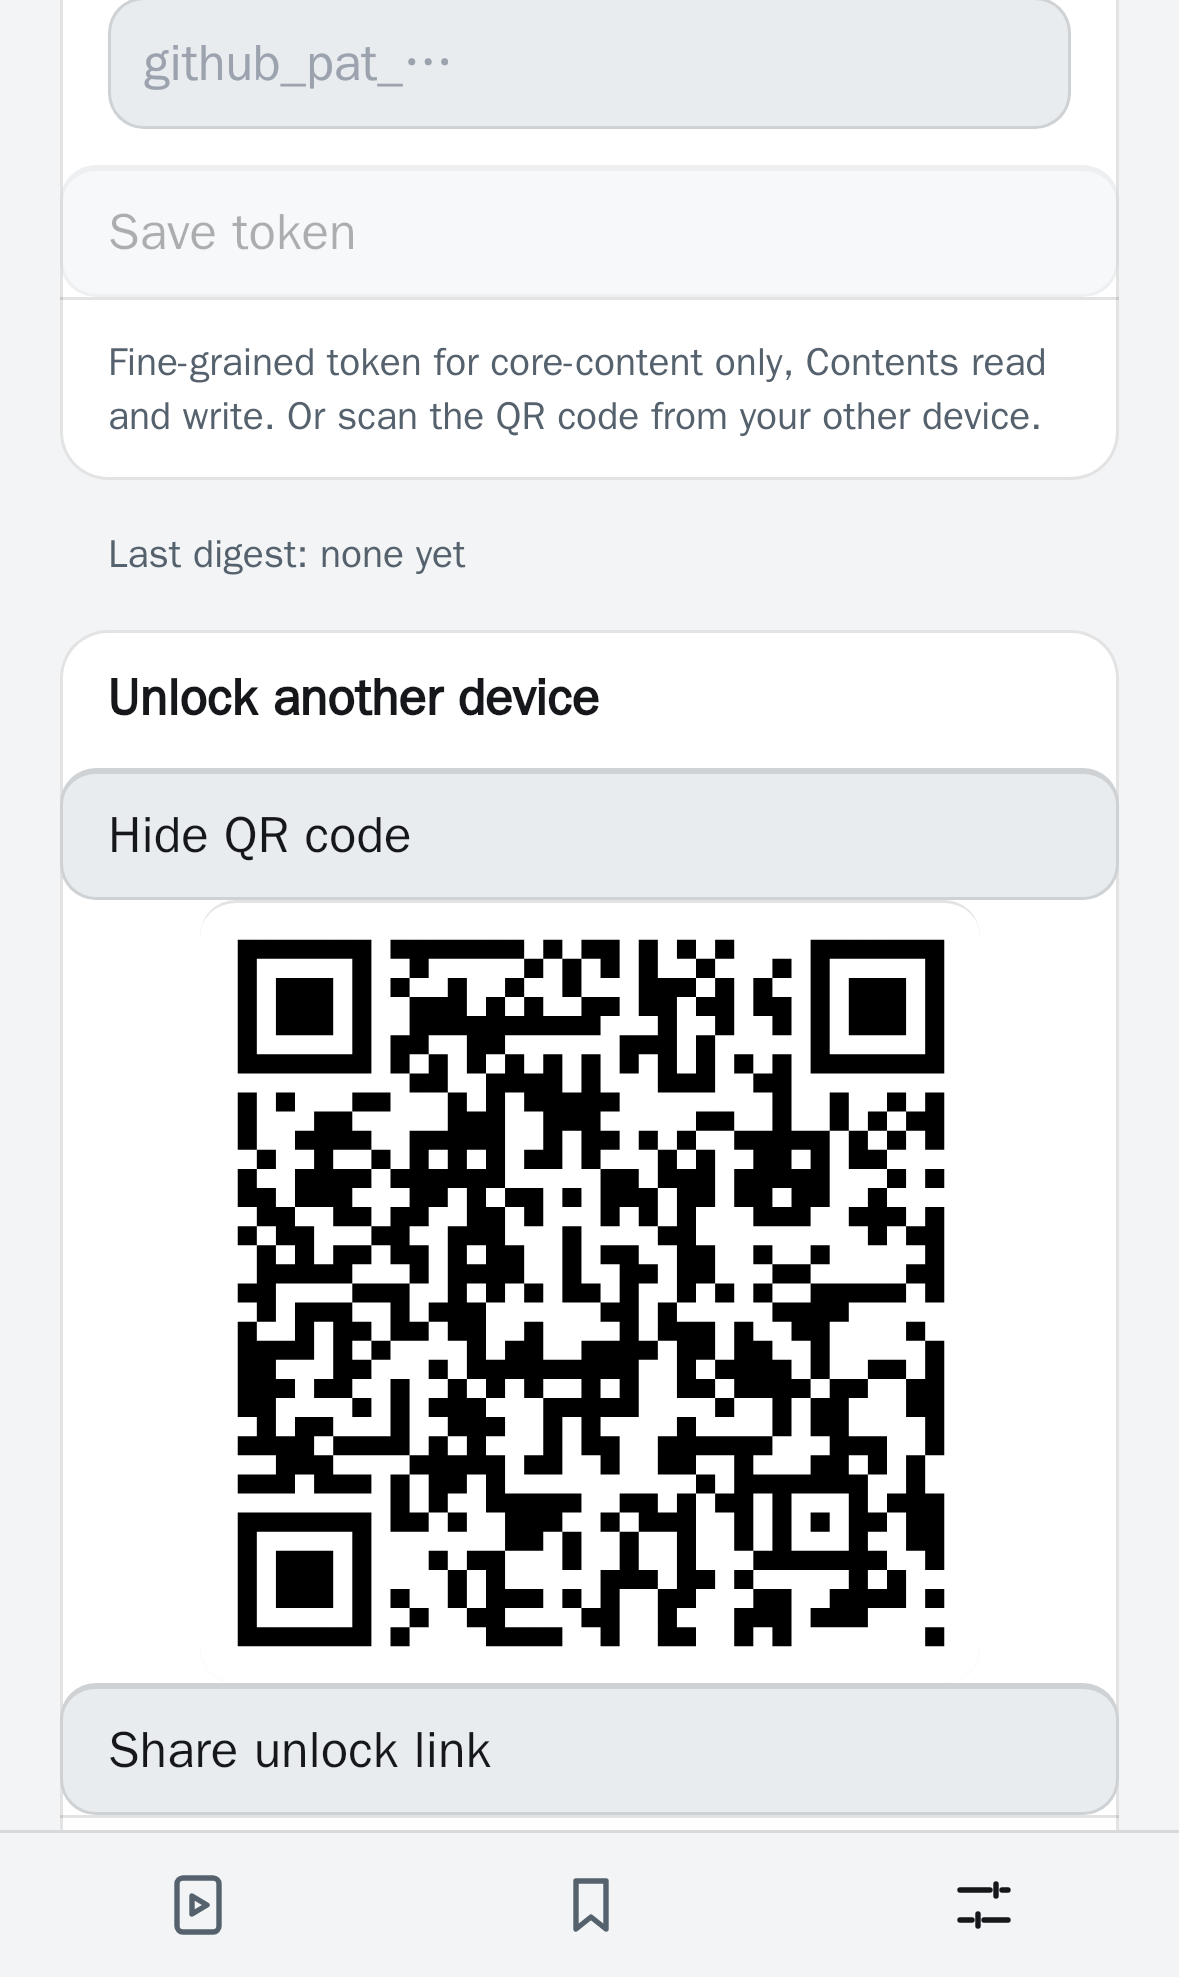 github_pat_…
Save token
Fine-grained token for core-content only, Contents read
and write. Or scan the QR code from your other device.
Last digest: none yet
Unlock another device
Hide QR code
Share unlock link